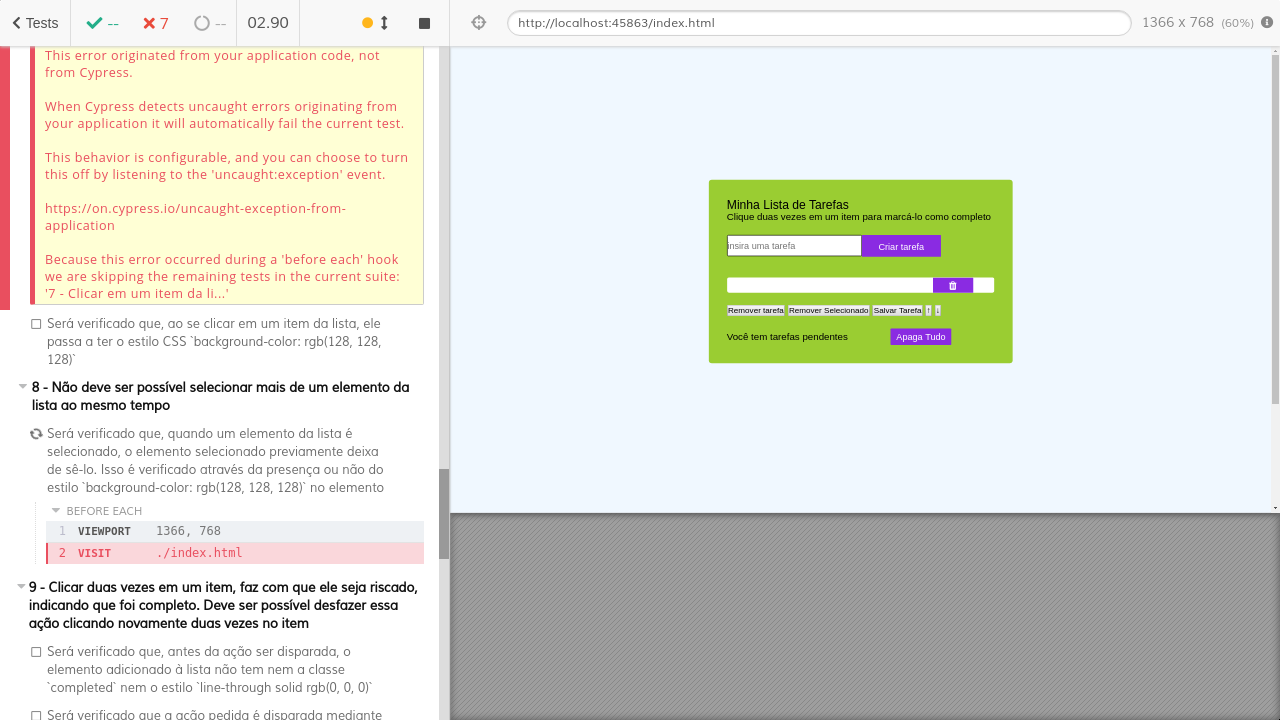 Tests
--
7
--
02.90
http://localhost:45863/index.html
1366 x 768 (60%)
This error originated from your application code, not
from Cypress.
When Cypress detects uncaught errors originating from
your application it will automatically fail the current test.
This behavior is configurable, and you can choose to turn
this off by listening to the 'uncaught:exception' event.
https://on.cypress.io/uncaught-exception-from-
application
Because this error occurred during a 'before each' hook
we are skipping the remaining tests in the current suite:
'7 - Clicar em um item da li...'
Será verificado que, ao se clicar em um item da lista, ele
passa a ter o estilo CSS `background-color: rgb(128, 128,
128)`
8 - Não deve ser possível selecionar mais de um elemento da
lista ao mesmo tempo
Será verificado que, quando um elemento da lista é
selecionado, o elemento selecionado previamente deixa
de sê-lo. Isso é verificado através da presença ou não do
estilo `background-color: rgb(128, 128, 128)` no elemento
BEFORE EACH
1 VIEWPORT 1366, 768
2 VISIT ./index.html
9 - Clicar duas vezes em um item, faz com que ele seja riscado,
indicando que foi completo. Deve ser possível desfazer essa
ação clicando novamente duas vezes no item
Será verificado que, antes da ação ser disparada, o
elemento adicionado à lista não tem nem a classe
`completed` nem o estilo `line-through solid rgb(0, 0, 0)`
Será verificado que a ação pedida é disparada mediante
Minha Lista de Tarefas
Clique duas vezes em um item para marcá-lo como completo
insira uma tarefa
Criar tarefa
Remover tarefa Remover Selecionado Salvar Tarefa ↑ ↓
Você tem tarefas pendentes
Apaga Tudo